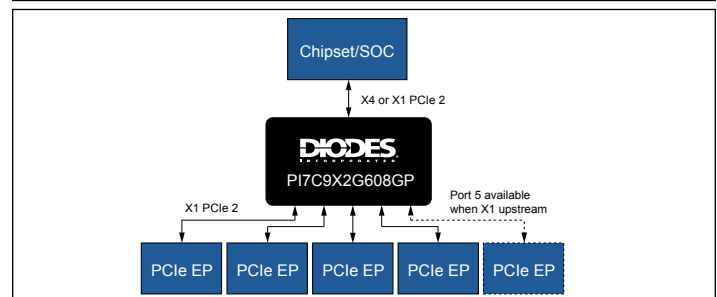 Chipset/SOC
X4 or X1 PCIe 2
DIODES
INCORPORATED
PI7C9X2G608GP
X1 PCIe 2
Port 5 available
when X1 upstream
PCIe EP
PCIe EP
PCIe EP
PCIe EP
PCIe EP